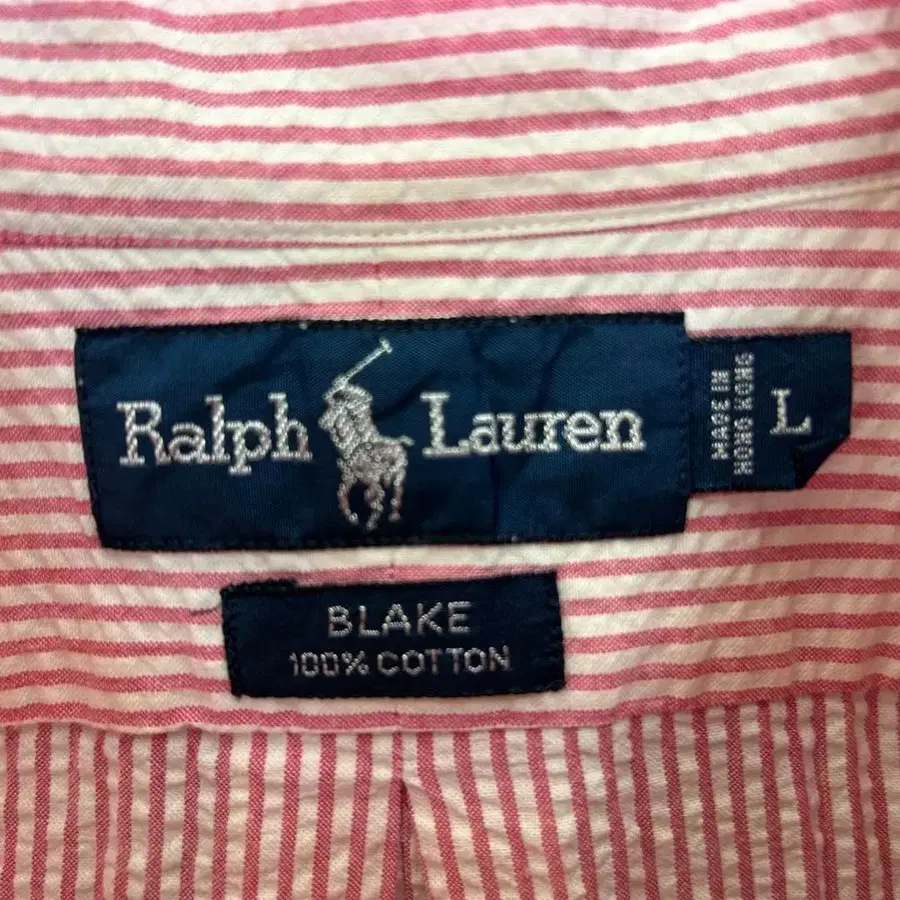 Ralph Lauren
MADE IN
HONG KONG
L
BLAKE
100% COTTON